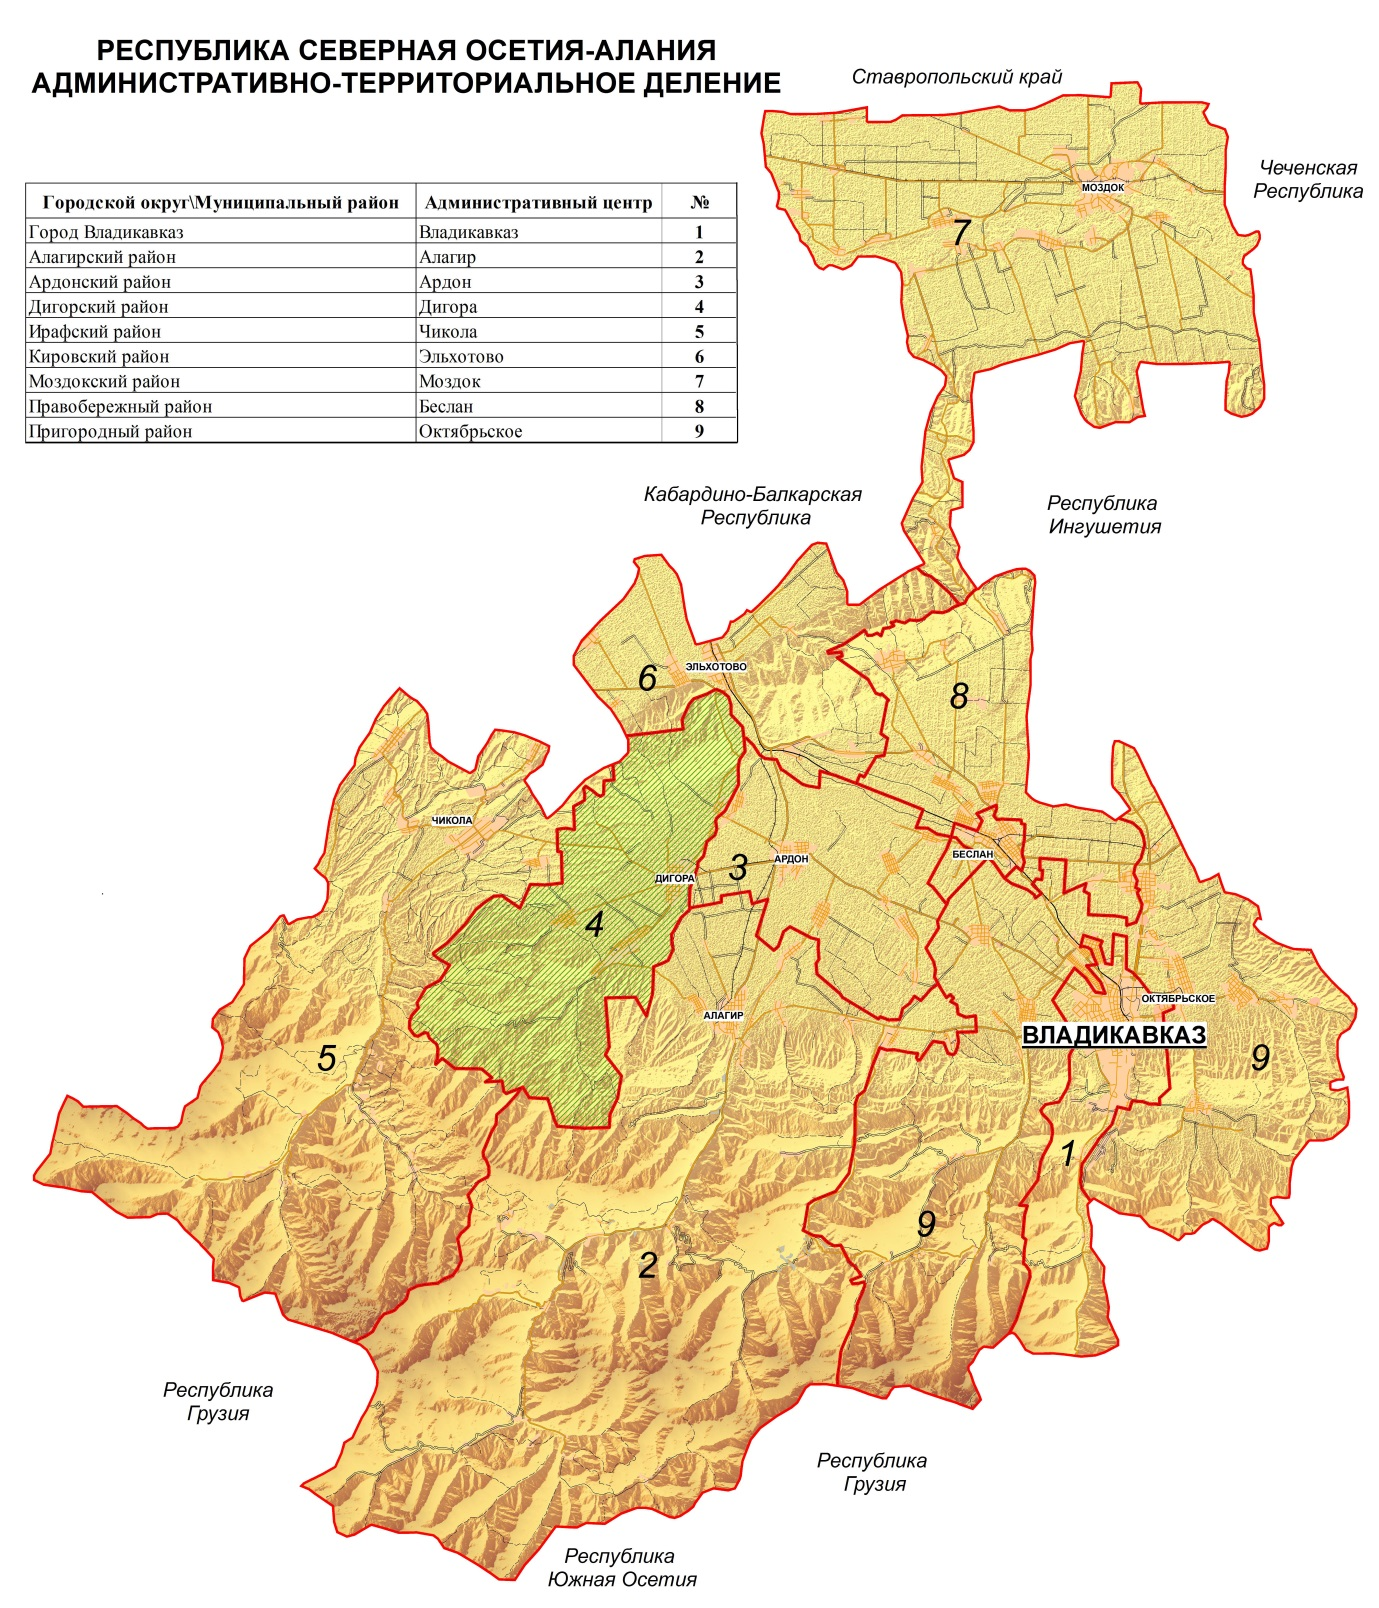 РЕСПУБЛИКА СЕВЕРНАЯ ОСЕТИЯ-АЛАНИЯ
АДМИНИСТРАТИВНО-ТЕРРИТОРИАЛЬНОЕ ДЕЛЕНИЕ
Ставропольский край
Чеченская
Республика
МОЗДОК
7
Городской округ\Муниципальный район Административный центр №
Город Владикавказ Владикавказ 1
Алагирский район Алагир 2
Ардонский район Ардон 3
Дигорский район Дигора 4
Ирафский район Чикола 5
Кировский район Эльхотово 6
Моздокский район Моздок 7
Правобережный район Беслан 8
Пригородный район Октябрьское 9
Кабардино-Балкарская
Республика
Республика
Ингушетия
6
ЭЛЬХОТОВО
8
ЧИКОЛА
БЕСЛАН
3
АРДОН
ДИГОРА
4
ОКТЯБРЬСКОЕ
АЛАГИР
ВЛАДИКАВКАЗ
5
9
1
9
2
Республика
Грузия
Республика
Грузия
Республика
Южная Осетия